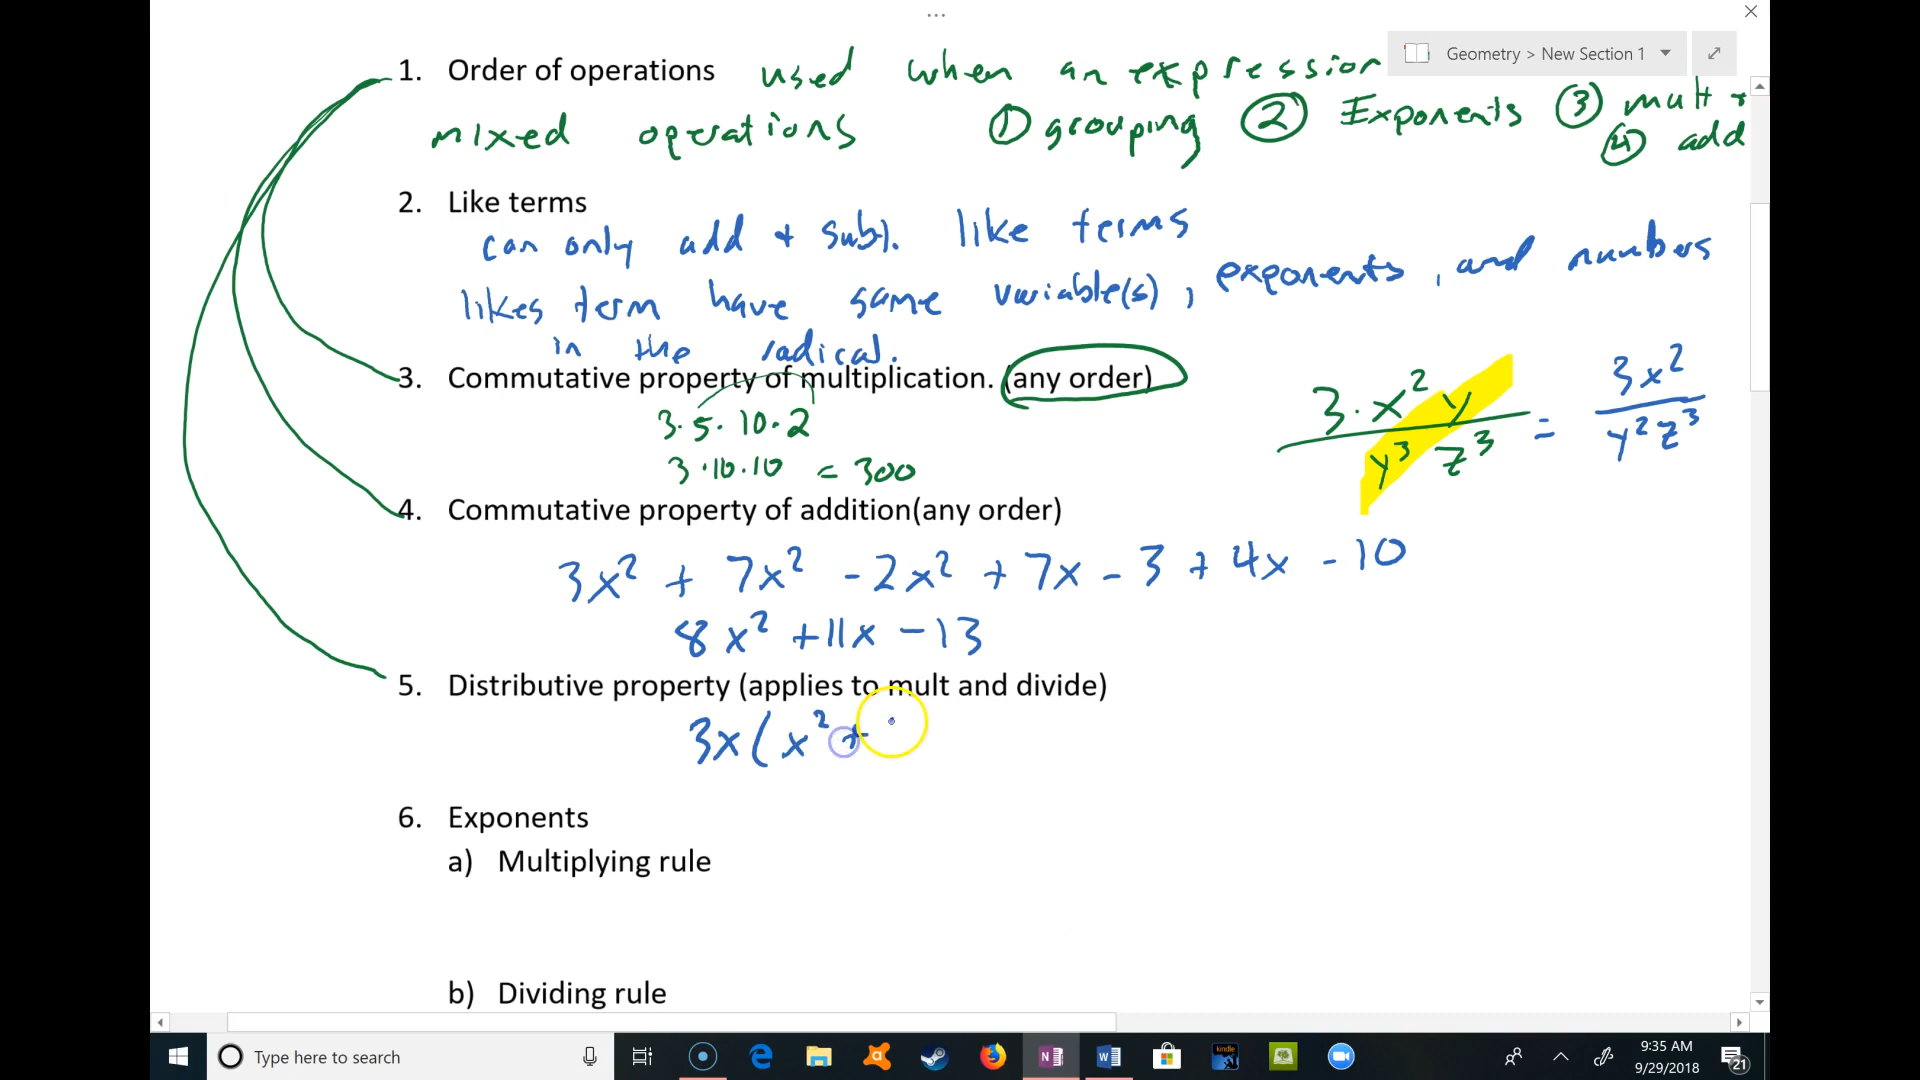 ...
Geometry > New Section 1
1. Order of operations used when an expression
mixed operations ① grouping ② Exponents ③ mult +
④ add
2. Like terms
can only add + subt. like terms
likes term have same variable(s), exponents, and numbers
in the radical.
3. Commutative property of multiplication. (any order)
3·5·10·2
3·10·10 = 300
3·x²y / y³z³ = 3x² / y²z³
4. Commutative property of addition(any order)
3x² + 7x² - 2x² + 7x - 3 + 4x - 10
8x² + 11x - 13
5. Distributive property (applies to mult and divide)
3x(x² +
6. Exponents
a) Multiplying rule
b) Dividing rule
Type here to search
kindle
9:35 AM
9/29/2018
21